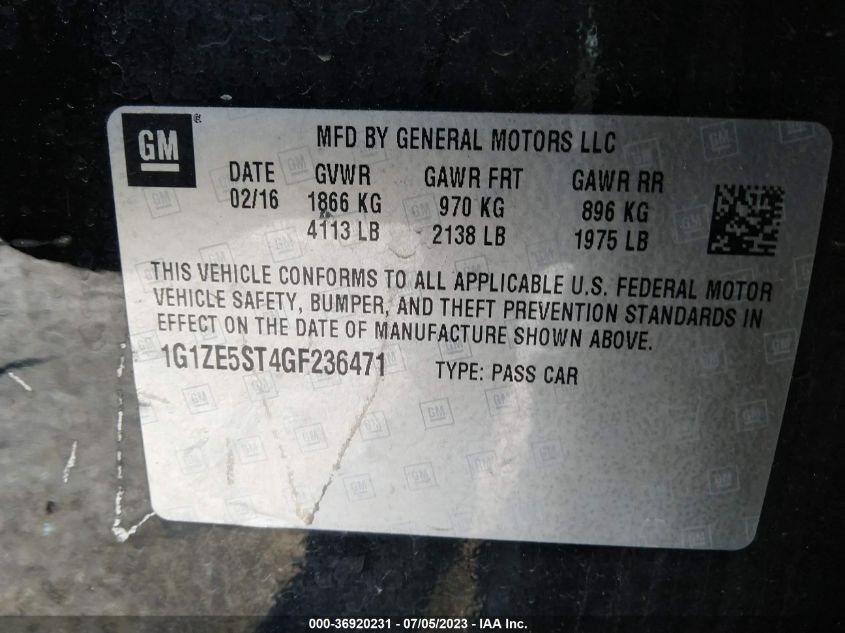 GM ®
MFD BY GENERAL MOTORS LLC
DATE GVWR GAWR FRT GAWR RR
02/16 1866 KG 970 KG 896 KG
4113 LB 2138 LB 1975 LB
THIS VEHICLE CONFORMS TO ALL APPLICABLE U.S. FEDERAL MOTOR
VEHICLE SAFETY, BUMPER, AND THEFT PREVENTION STANDARDS IN
EFFECT ON THE DATE OF MANUFACTURE SHOWN ABOVE.
1G1ZE5ST4GF236471 TYPE: PASS CAR
000-36920231 - 07/05/2023 - IAA Inc.